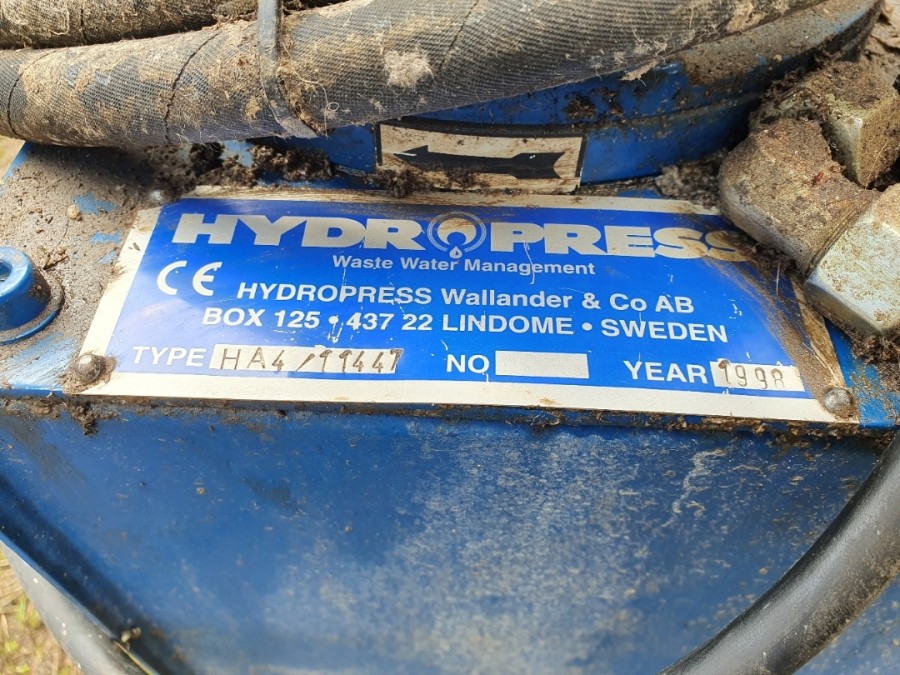 HYDROPRESS
Waste Water Management
CE HYDROPRESS Wallander & Co AB
BOX 125 • 437 22 LINDOME • SWEDEN
TYPE HA4/99447 NO YEAR 1998